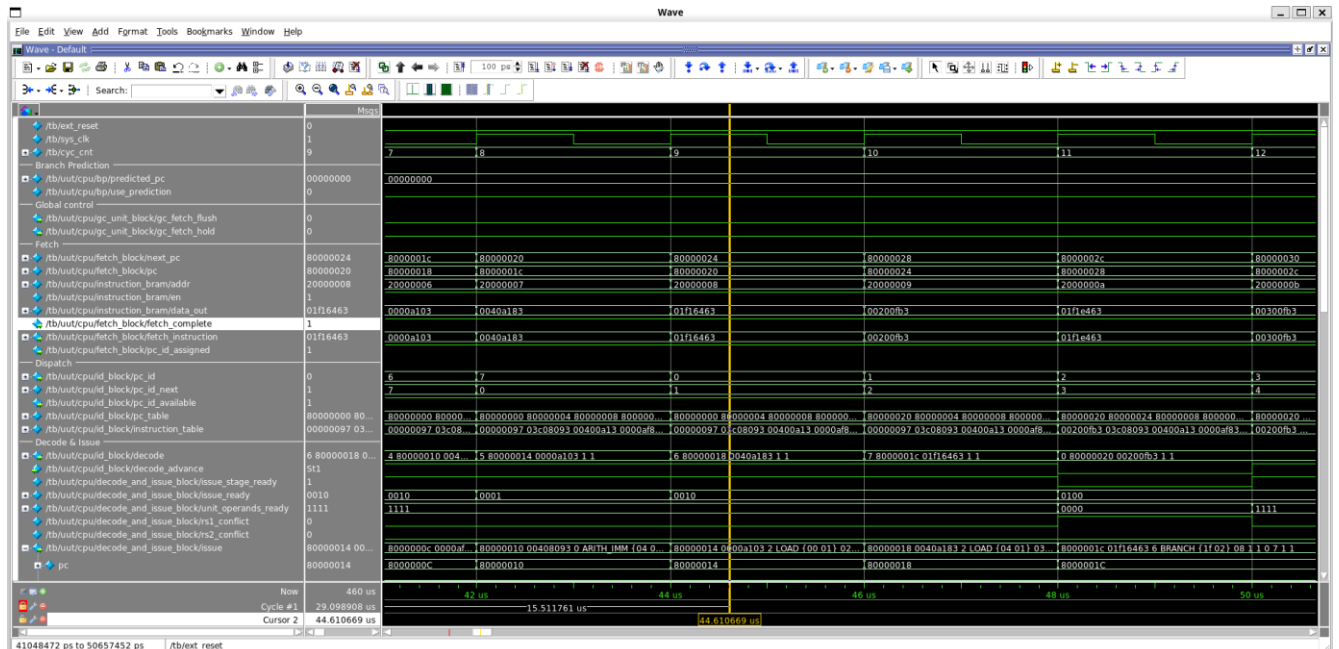 Wave
File Edit View Add Format Tools Bookmarks Window Help
Wave - Default
100 ps
Search:
Msgs
/tb/ext_reset 0
/tb/sys_clk 1
/tb/cyc_cnt 9 7 8 9 10 11 12
Branch Prediction
/tb/uut/cpu/bp/predicted_pc 00000000 00000000
/tb/uut/cpu/bp/use_prediction 0
Global control
/tb/uut/cpu/gc_unit_block/gc_fetch_flush 0
/tb/uut/cpu/gc_unit_block/gc_fetch_hold 0
Fetch
/tb/uut/cpu/fetch_block/next_pc 80000024 8000001c 80000020 80000024 80000028 8000002c 80000030
/tb/uut/cpu/fetch_block/pc 80000020 80000018 8000001c 80000020 80000024 80000028 8000002c
/tb/uut/cpu/instruction_bram/addr 20000008 20000006 20000007 20000008 20000009 2000000a 2000000b
/tb/uut/cpu/instruction_bram/en 1
/tb/uut/cpu/instruction_bram/data_out 01f16463 0000a103 0040a183 01f16463 00200fb3 01f1e463 00300fb3
/tb/uut/cpu/fetch_block/fetch_complete 1
/tb/uut/cpu/fetch_block/fetch_instruction 01f16463 0000a103 0040a183 01f16463 00200fb3 01f1e463 00300fb3
/tb/uut/cpu/fetch_block/pc_id_assigned 1
Dispatch
/tb/uut/cpu/id_block/pc_id 0 6 7 0 1 2 3
/tb/uut/cpu/id_block/pc_id_next 1 7 0 1 2 3 4
/tb/uut/cpu/id_block/pc_id_available 1
/tb/uut/cpu/id_block/pc_table 80000000 80... 80000000 80000... 80000000 80000004 80000008 800000... 80000000 80000004 80000008 800000... 80000020 80000004 80000008 800000... 80000020 80000024 80000008 800000... 80000020 ...
/tb/uut/cpu/id_block/instruction_table 00000097 03... 00000097 03c08... 00000097 03c08093 00400a13 0000af8... 00000097 03c08093 00400a13 0000af8... 00000097 03c08093 00400a13 0000af8... 00200fb3 03c08093 00400a13 0000af83... 00200fb3 ...
Decode & Issue
/tb/uut/cpu/id_block/decode 6 80000018 0... 4 80000010 004... 5 80000014 0000a103 1 1 6 80000018 0040a183 1 1 7 8000001c 01f16463 1 1 0 80000020 00200fb3 1 1
/tb/uut/cpu/id_block/decode_advance St1
/tb/uut/cpu/decode_and_issue_block/issue_stage_ready 1
/tb/uut/cpu/decode_and_issue_block/issue_ready 0010 0010 0001 0010 0100
/tb/uut/cpu/decode_and_issue_block/unit_operands_ready 1111 1111 0000 1111
/tb/uut/cpu/decode_and_issue_block/rs1_conflict 0
/tb/uut/cpu/decode_and_issue_block/rs2_conflict 0
/tb/uut/cpu/decode_and_issue_block/issue 80000014 00... 8000000c 0000af... 80000010 00408093 0 ARITH_IMM {04 0... 80000014 0000a103 2 LOAD {00 01} 02... 80000018 0040a183 2 LOAD {04 01} 03... 8000001c 01f16463 6 BRANCH {1f 02} 08 1 1 0 7 1 1
pc 80000014 8000000C 80000010 80000014 80000018 8000001C
Now 460 us 42 us 44 us 46 us 48 us 50 us
Cycle #1 29.098908 us 15.511761 us
Cursor 2 44.610669 us 44.610669 us
41048472 ps to 50657452 ps /tb/ext_reset